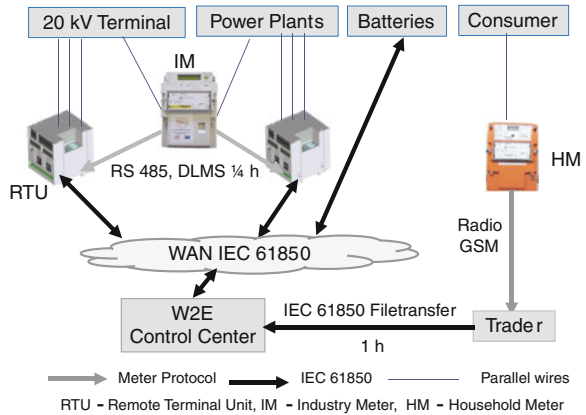 20 kV Terminal
Power Plants
Batteries
Consumer
IM
RS 485, DLMS ¼ h
RTU
HM
Radio
GSM
WAN IEC 61850
W2E
Control Center
IEC 61850 Filetransfer
1 h
Trader
Meter Protocol
IEC 61850
Parallel wires
RTU – Remote Terminal Unit, IM – Industry Meter, HM – Household Meter